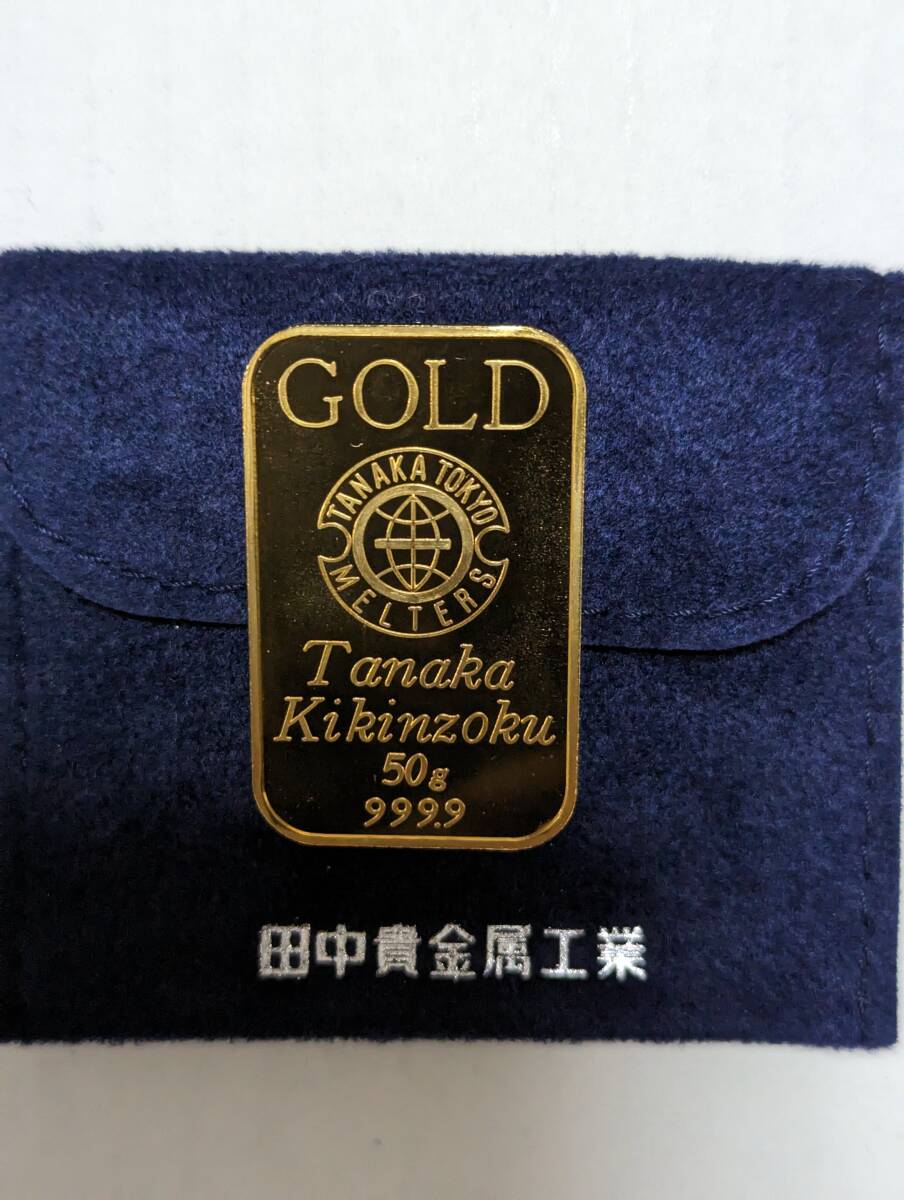 GOLD
TANAKA TOKYO
MELTERS
Tanaka
Kikinzoku
50g
999.9
田中貴金属工業